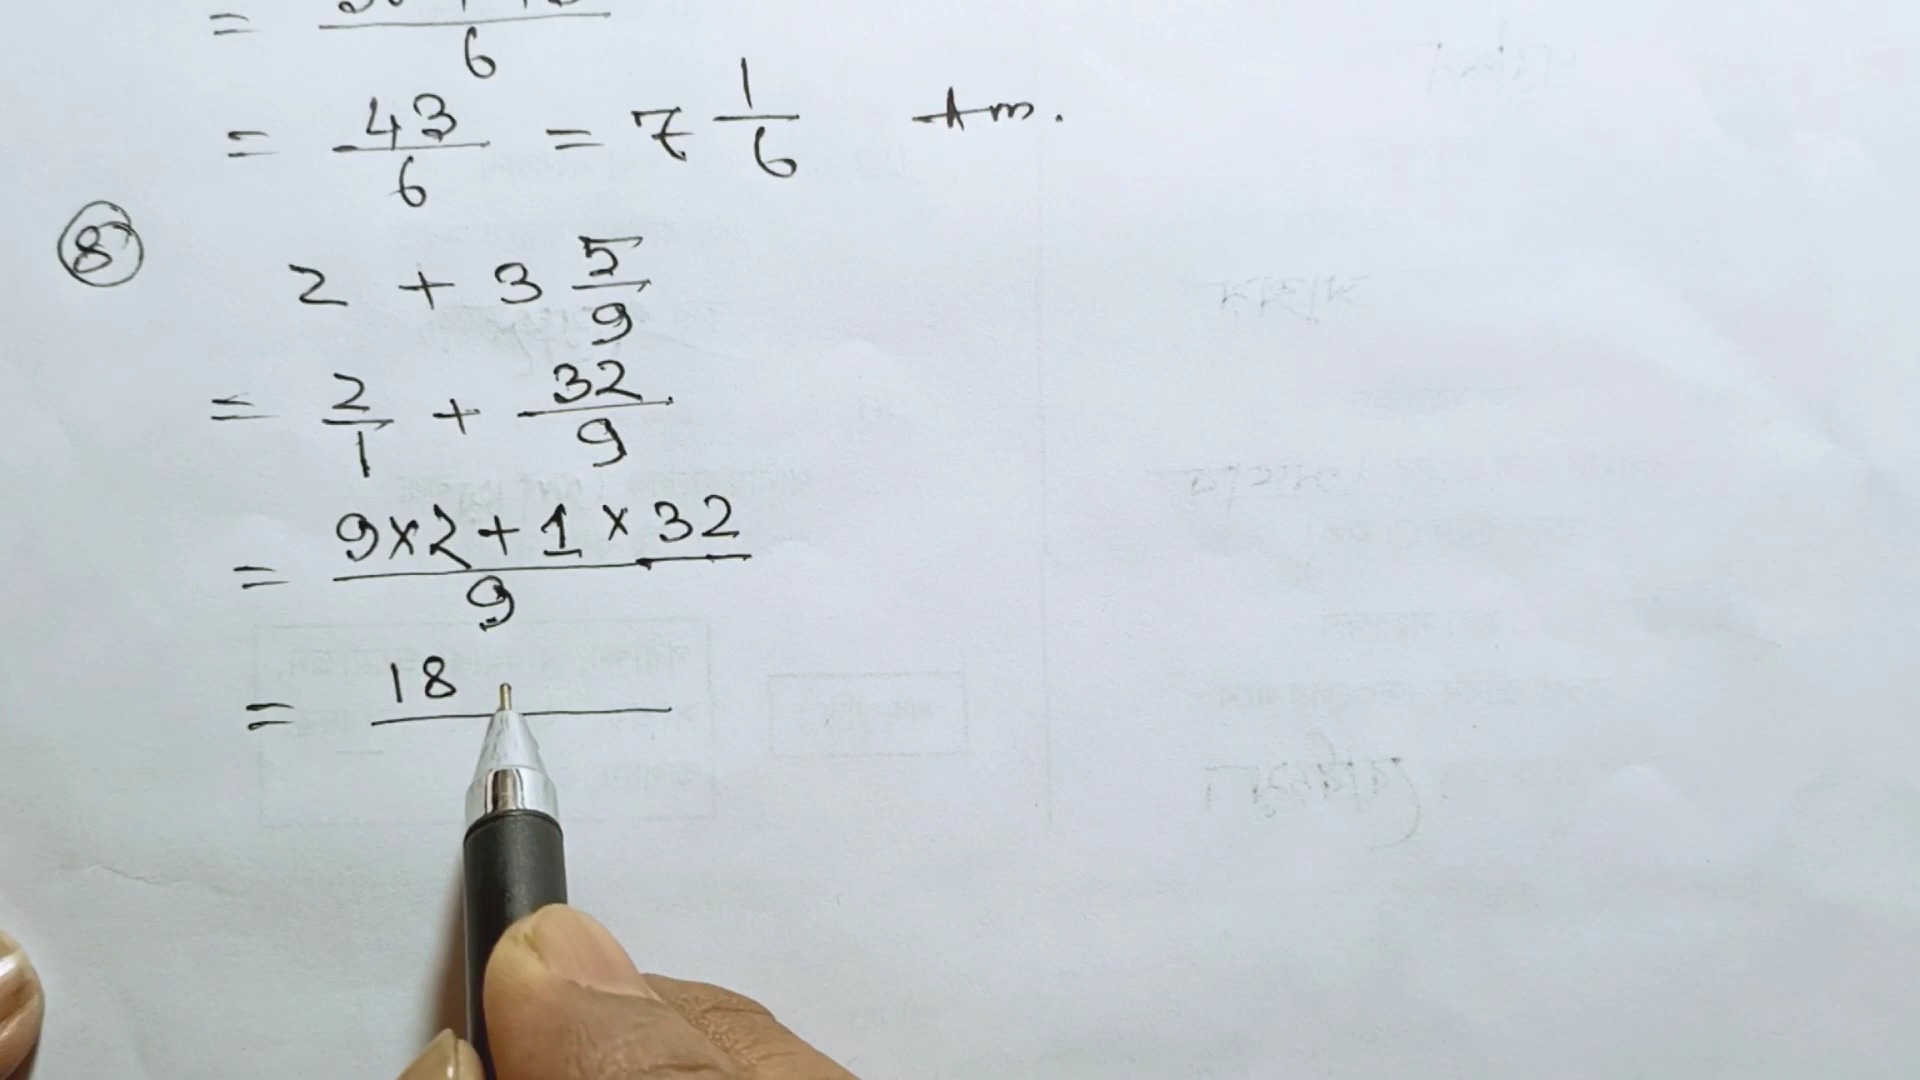 = ――― 6
= 43/6 = 7 1/6 Ans.
8 2 + 3 5/9
= 2/1 + 32/9
= 9×2+1×32 / 9
= 18